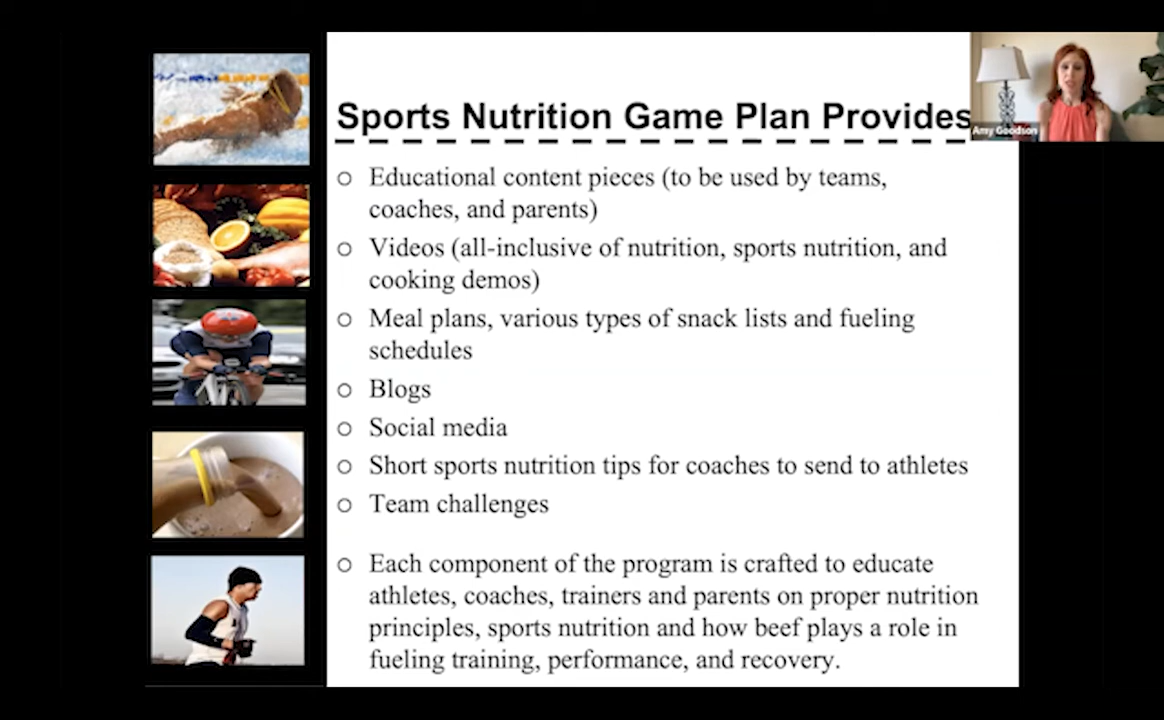 Sports Nutrition Game Plan Provides
Amy Goodson
Educational content pieces (to be used by teams,
coaches, and parents)
Videos (all-inclusive of nutrition, sports nutrition, and
cooking demos)
Meal plans, various types of snack lists and fueling
schedules
Blogs
Social media
Short sports nutrition tips for coaches to send to athletes
Team challenges
Each component of the program is crafted to educate
athletes, coaches, trainers and parents on proper nutrition
principles, sports nutrition and how beef plays a role in
fueling training, performance, and recovery.